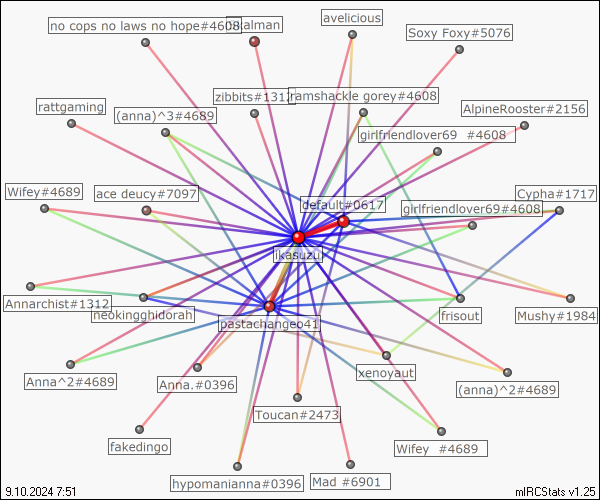 no cops no laws no hope#4608
avelicious
Soxy Foxy#5076
zibbits#1312
ramshackle gorey#4608
rattgaming
(anna)^3#4689
AlpineRooster#2156
girlfriendlover69 #4608
Wifey#4689
ace deucy#7097
default#0617
girlfriendlover69#4608
Cypha#1717
ikasuzu
Annarchist#1312
neokingghidorah
pastachangeo41
frisout
Mushy#1984
xenoyaut
Anna^2#4689
Anna.#0396
(anna)^2#4689
Toucan#2473
fakedingo
Wifey #4689
hypomanianna#0396
Mad #6901
9.10.2024 7:51
mIRCStats v1.25